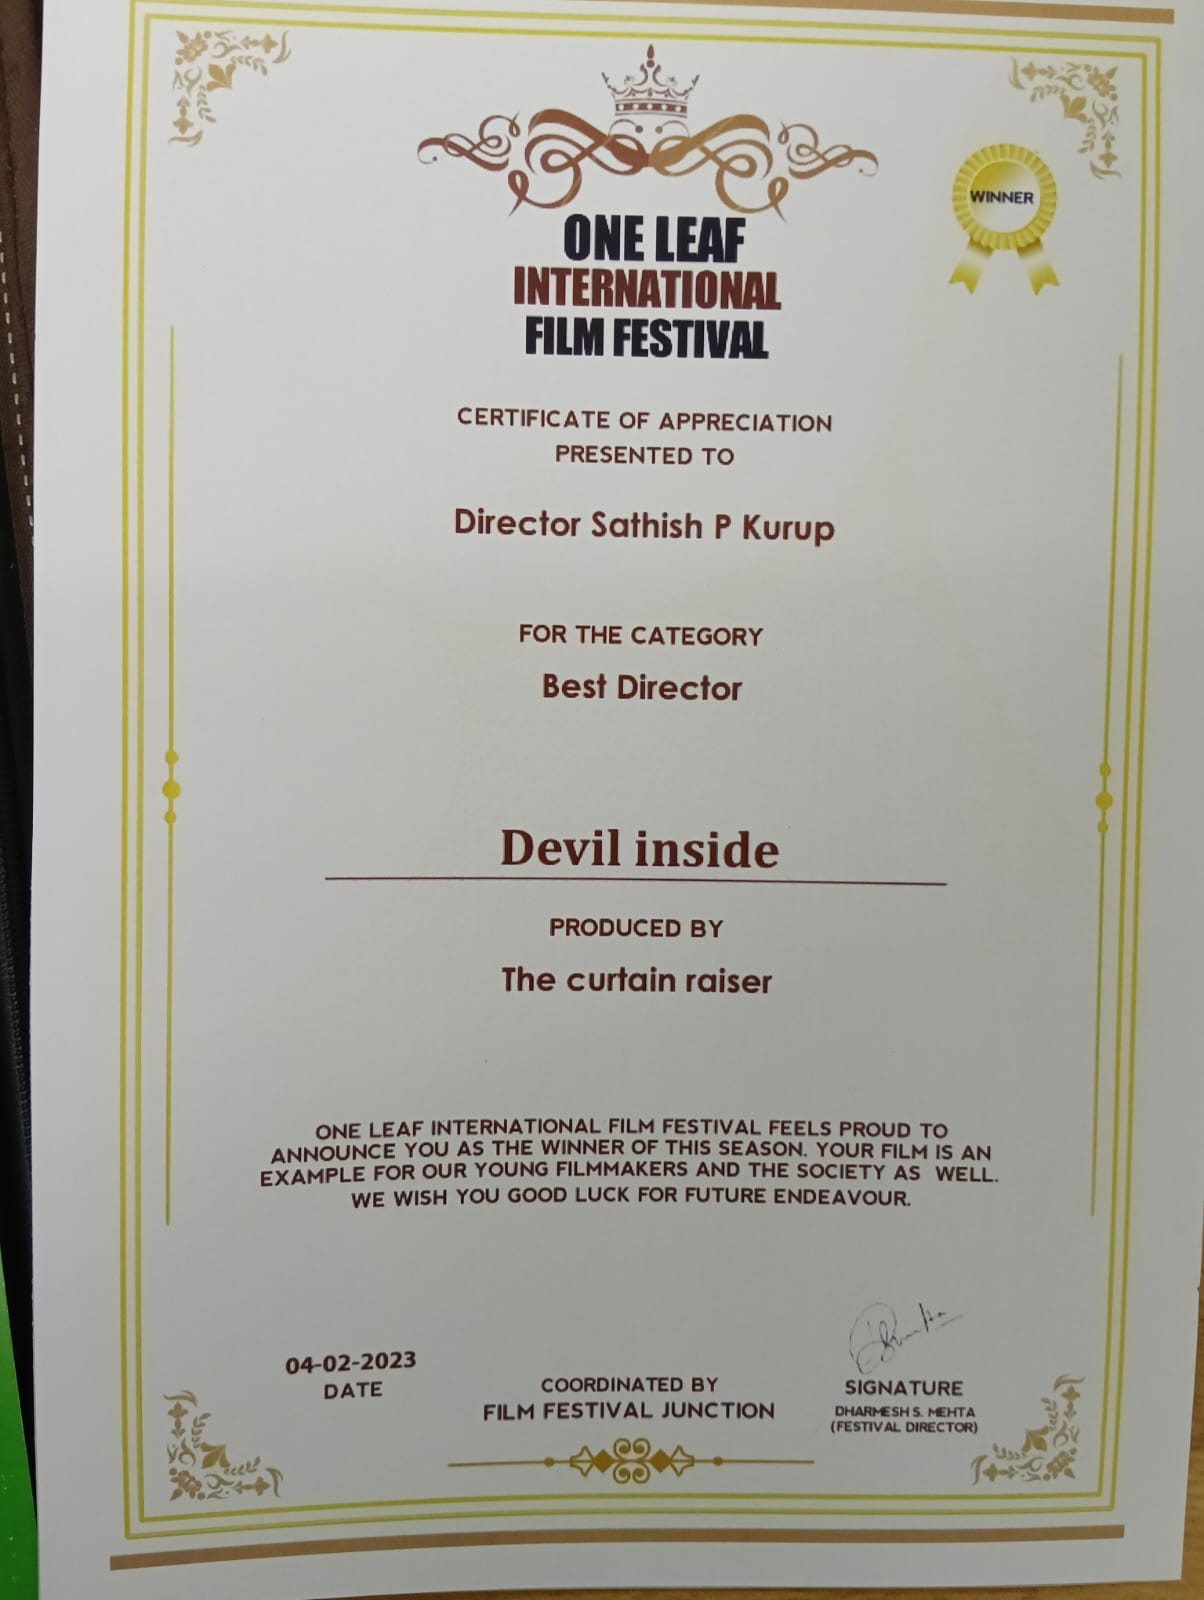 WINNER
ONE LEAF
INTERNATIONAL
FILM FESTIVAL
CERTIFICATE OF APPRECIATION
PRESENTED TO
Director Sathish P Kurup
FOR THE CATEGORY
Best Director
Devil inside
PRODUCED BY
The curtain raiser
ONE LEAF INTERNATIONAL FILM FESTIVAL FEELS PROUD TO
ANNOUNCE YOU AS THE WINNER OF THIS SEASON. YOUR FILM IS AN
EXAMPLE FOR OUR YOUNG FILMMAKERS AND THE SOCIETY AS WELL.
WE WISH YOU GOOD LUCK FOR FUTURE ENDEAVOUR.
04-02-2023
DATE
COORDINATED BY
FILM FESTIVAL JUNCTION
SIGNATURE
DHARMESH S. MEHTA
(FESTIVAL DIRECTOR)